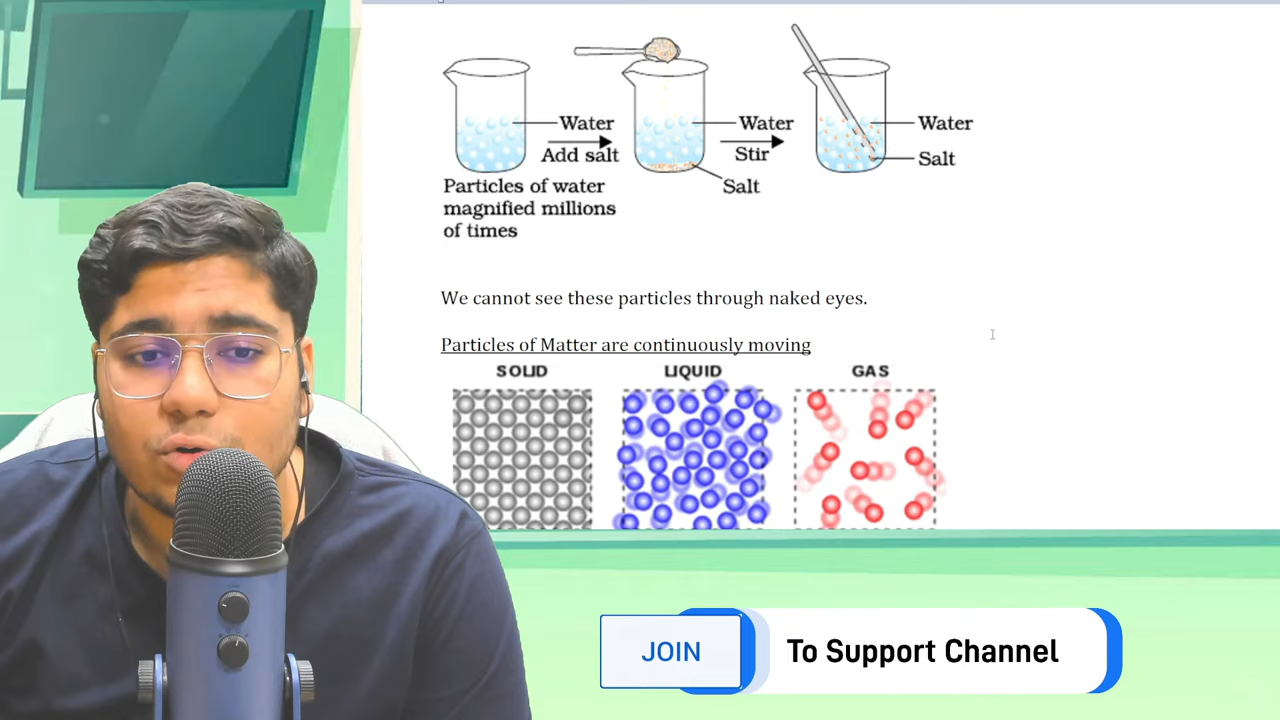 Water
Add salt
Water
Stir
Salt
Water
Salt
Particles of water
magnified millions
of times
We cannot see these particles through naked eyes.
Particles of Matter are continuously moving
SOLID
LIQUID
GAS
JOIN
To Support Channel